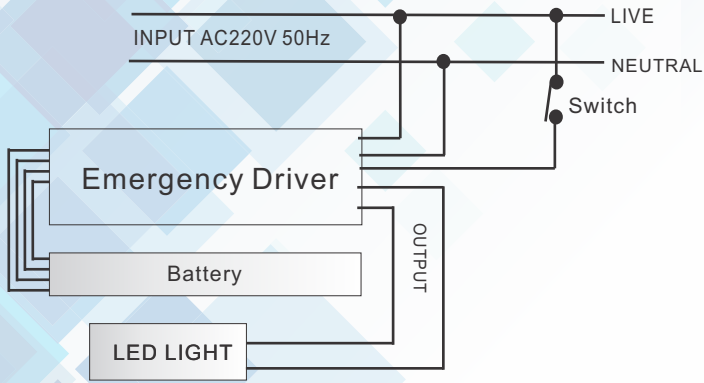 LIVE
INPUT AC220V 50Hz
NEUTRAL
Switch
Emergency Driver
OUTPUT
Battery
LED LIGHT